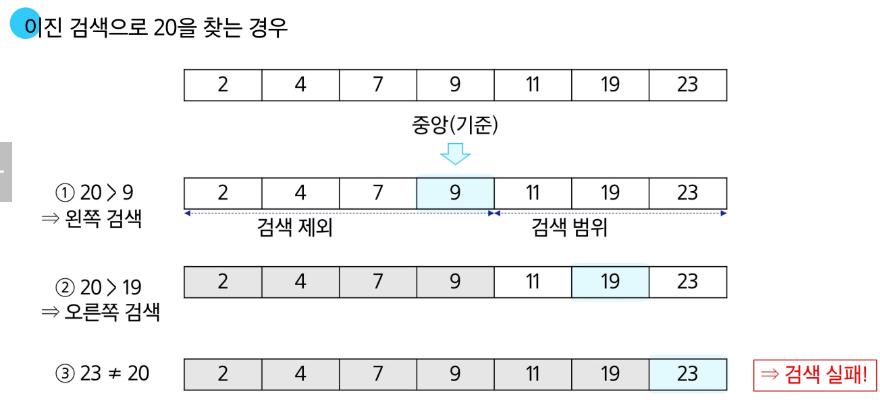 이진 검색으로 20을 찾는 경우
2 4 7 9 11 19 23
중앙(기준)
① 20 > 9
⇒ 왼쪽 검색
2 4 7 9 11 19 23
검색 제외 검색 범위
② 20 > 19
⇒ 오른쪽 검색
2 4 7 9 11 19 23
③ 23 ≠ 20
2 4 7 9 11 19 23
⇒ 검색 실패!